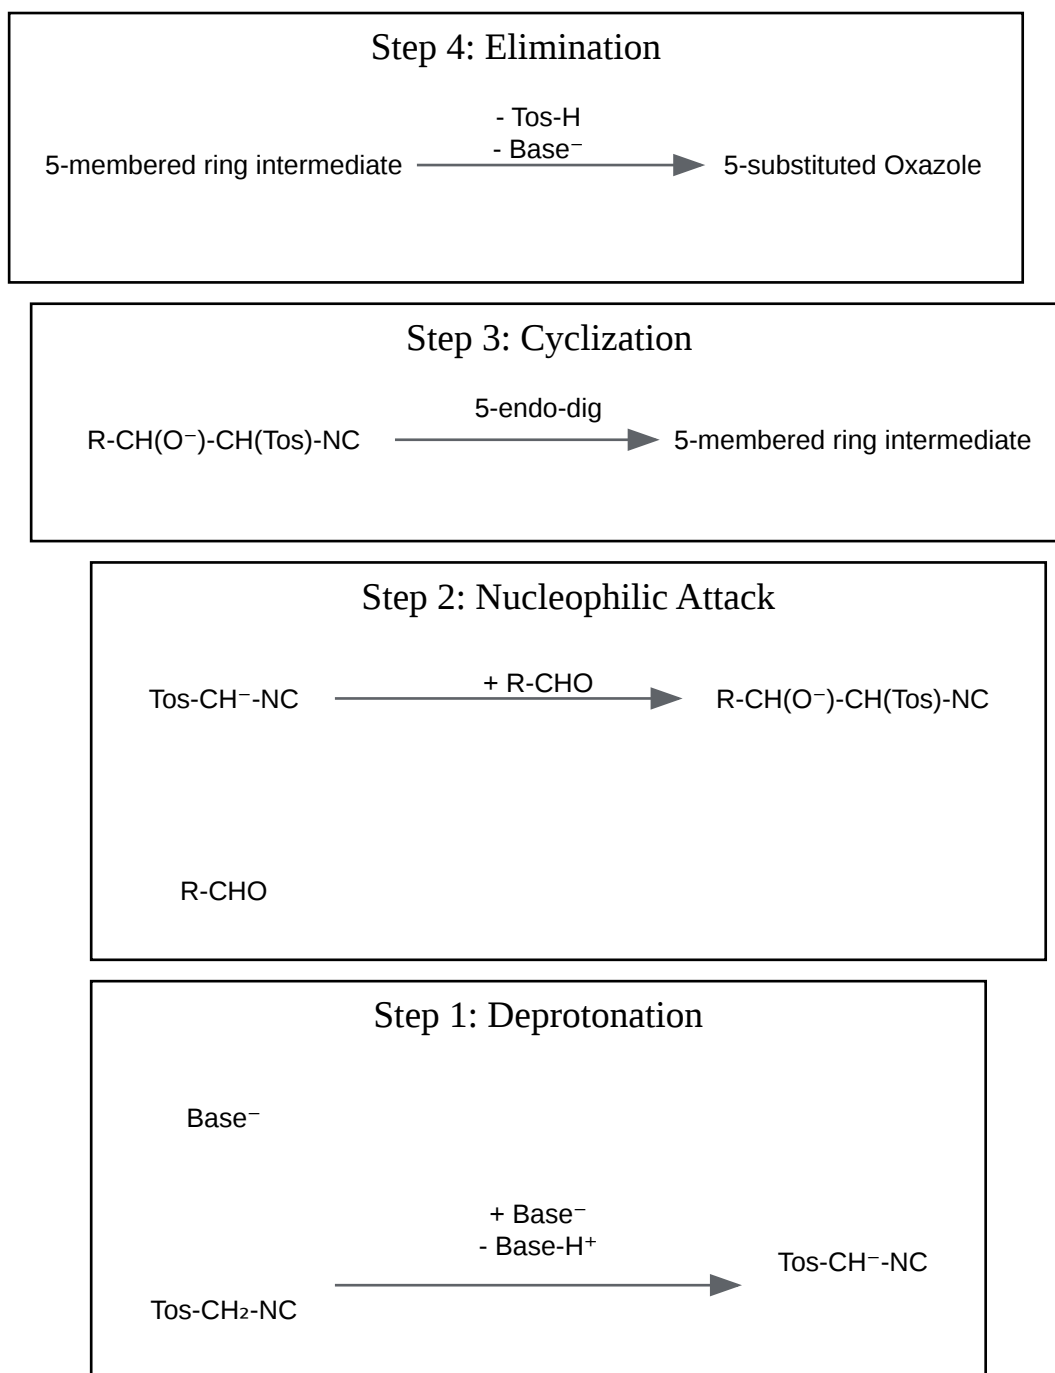 Step 4: Elimination
- Tos-H
- Base⁻
5-membered ring intermediate
5-substituted Oxazole
Step 3: Cyclization
5-endo-dig
R-CH(O⁻)-CH(Tos)-NC
5-membered ring intermediate
Step 2: Nucleophilic Attack
+ R-CHO
Tos-CH⁻-NC
R-CH(O⁻)-CH(Tos)-NC
R-CHO
Step 1: Deprotonation
Base⁻
+ Base⁻
- Base-H⁺
Tos-CH⁻-NC
Tos-CH₂-NC